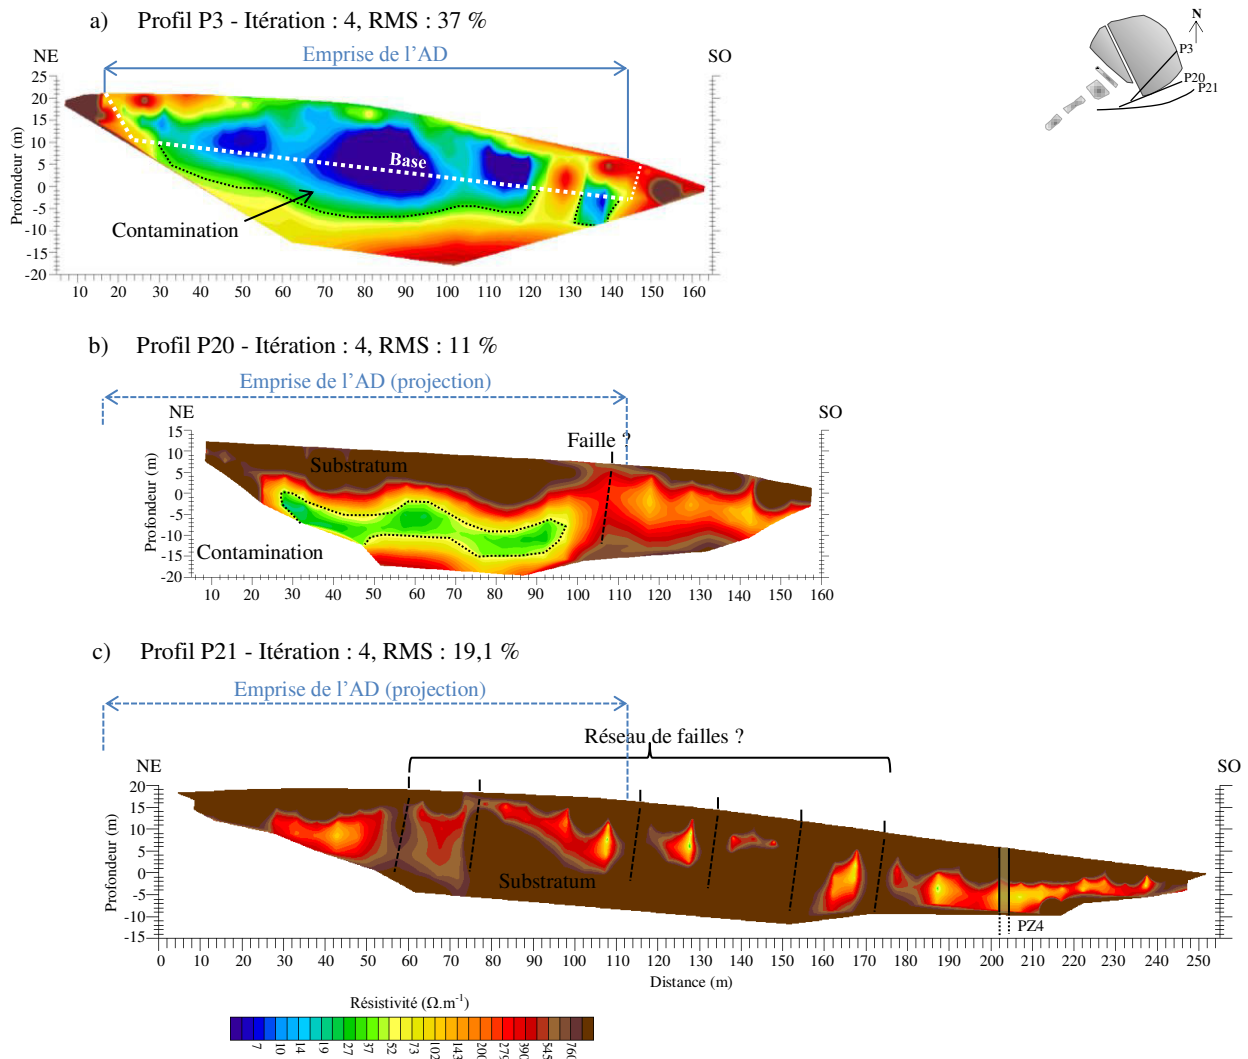 a) Profil P3 - Itération : 4, RMS : 37 %
NE
Emprise de l'AD
SO
N
P3
P20
P21
Profondeur (m)
25
20
15
10
5
0
-5
-10
-15
-20
Base
Contamination
10 20 30 40 50 60 70 80 90 100 110 120 130 140 150 160
b) Profil P20 - Itération : 4, RMS : 11 %
Emprise de l'AD (projection)
NE
SO
Faille ?
Substratum
Profondeur (m)
15
10
5
0
-5
-10
-15
-20
Contamination
10 20 30 40 50 60 70 80 90 100 110 120 130 140 150 160
c) Profil P21 - Itération : 4, RMS : 19,1 %
Emprise de l'AD (projection)
Réseau de failles ?
NE
SO
Profondeur (m)
20
15
10
5
0
-5
-10
-15
Substratum
PZ4
0 10 20 30 40 50 60 70 80 90 100 110 120 130 140 150 160 170 180 190 200 210 220 230 240 250
Distance (m)
Résistivité (Ω.m⁻¹)
7 10 14 19 27 37 52 73 102 143 200 279 390 545 760